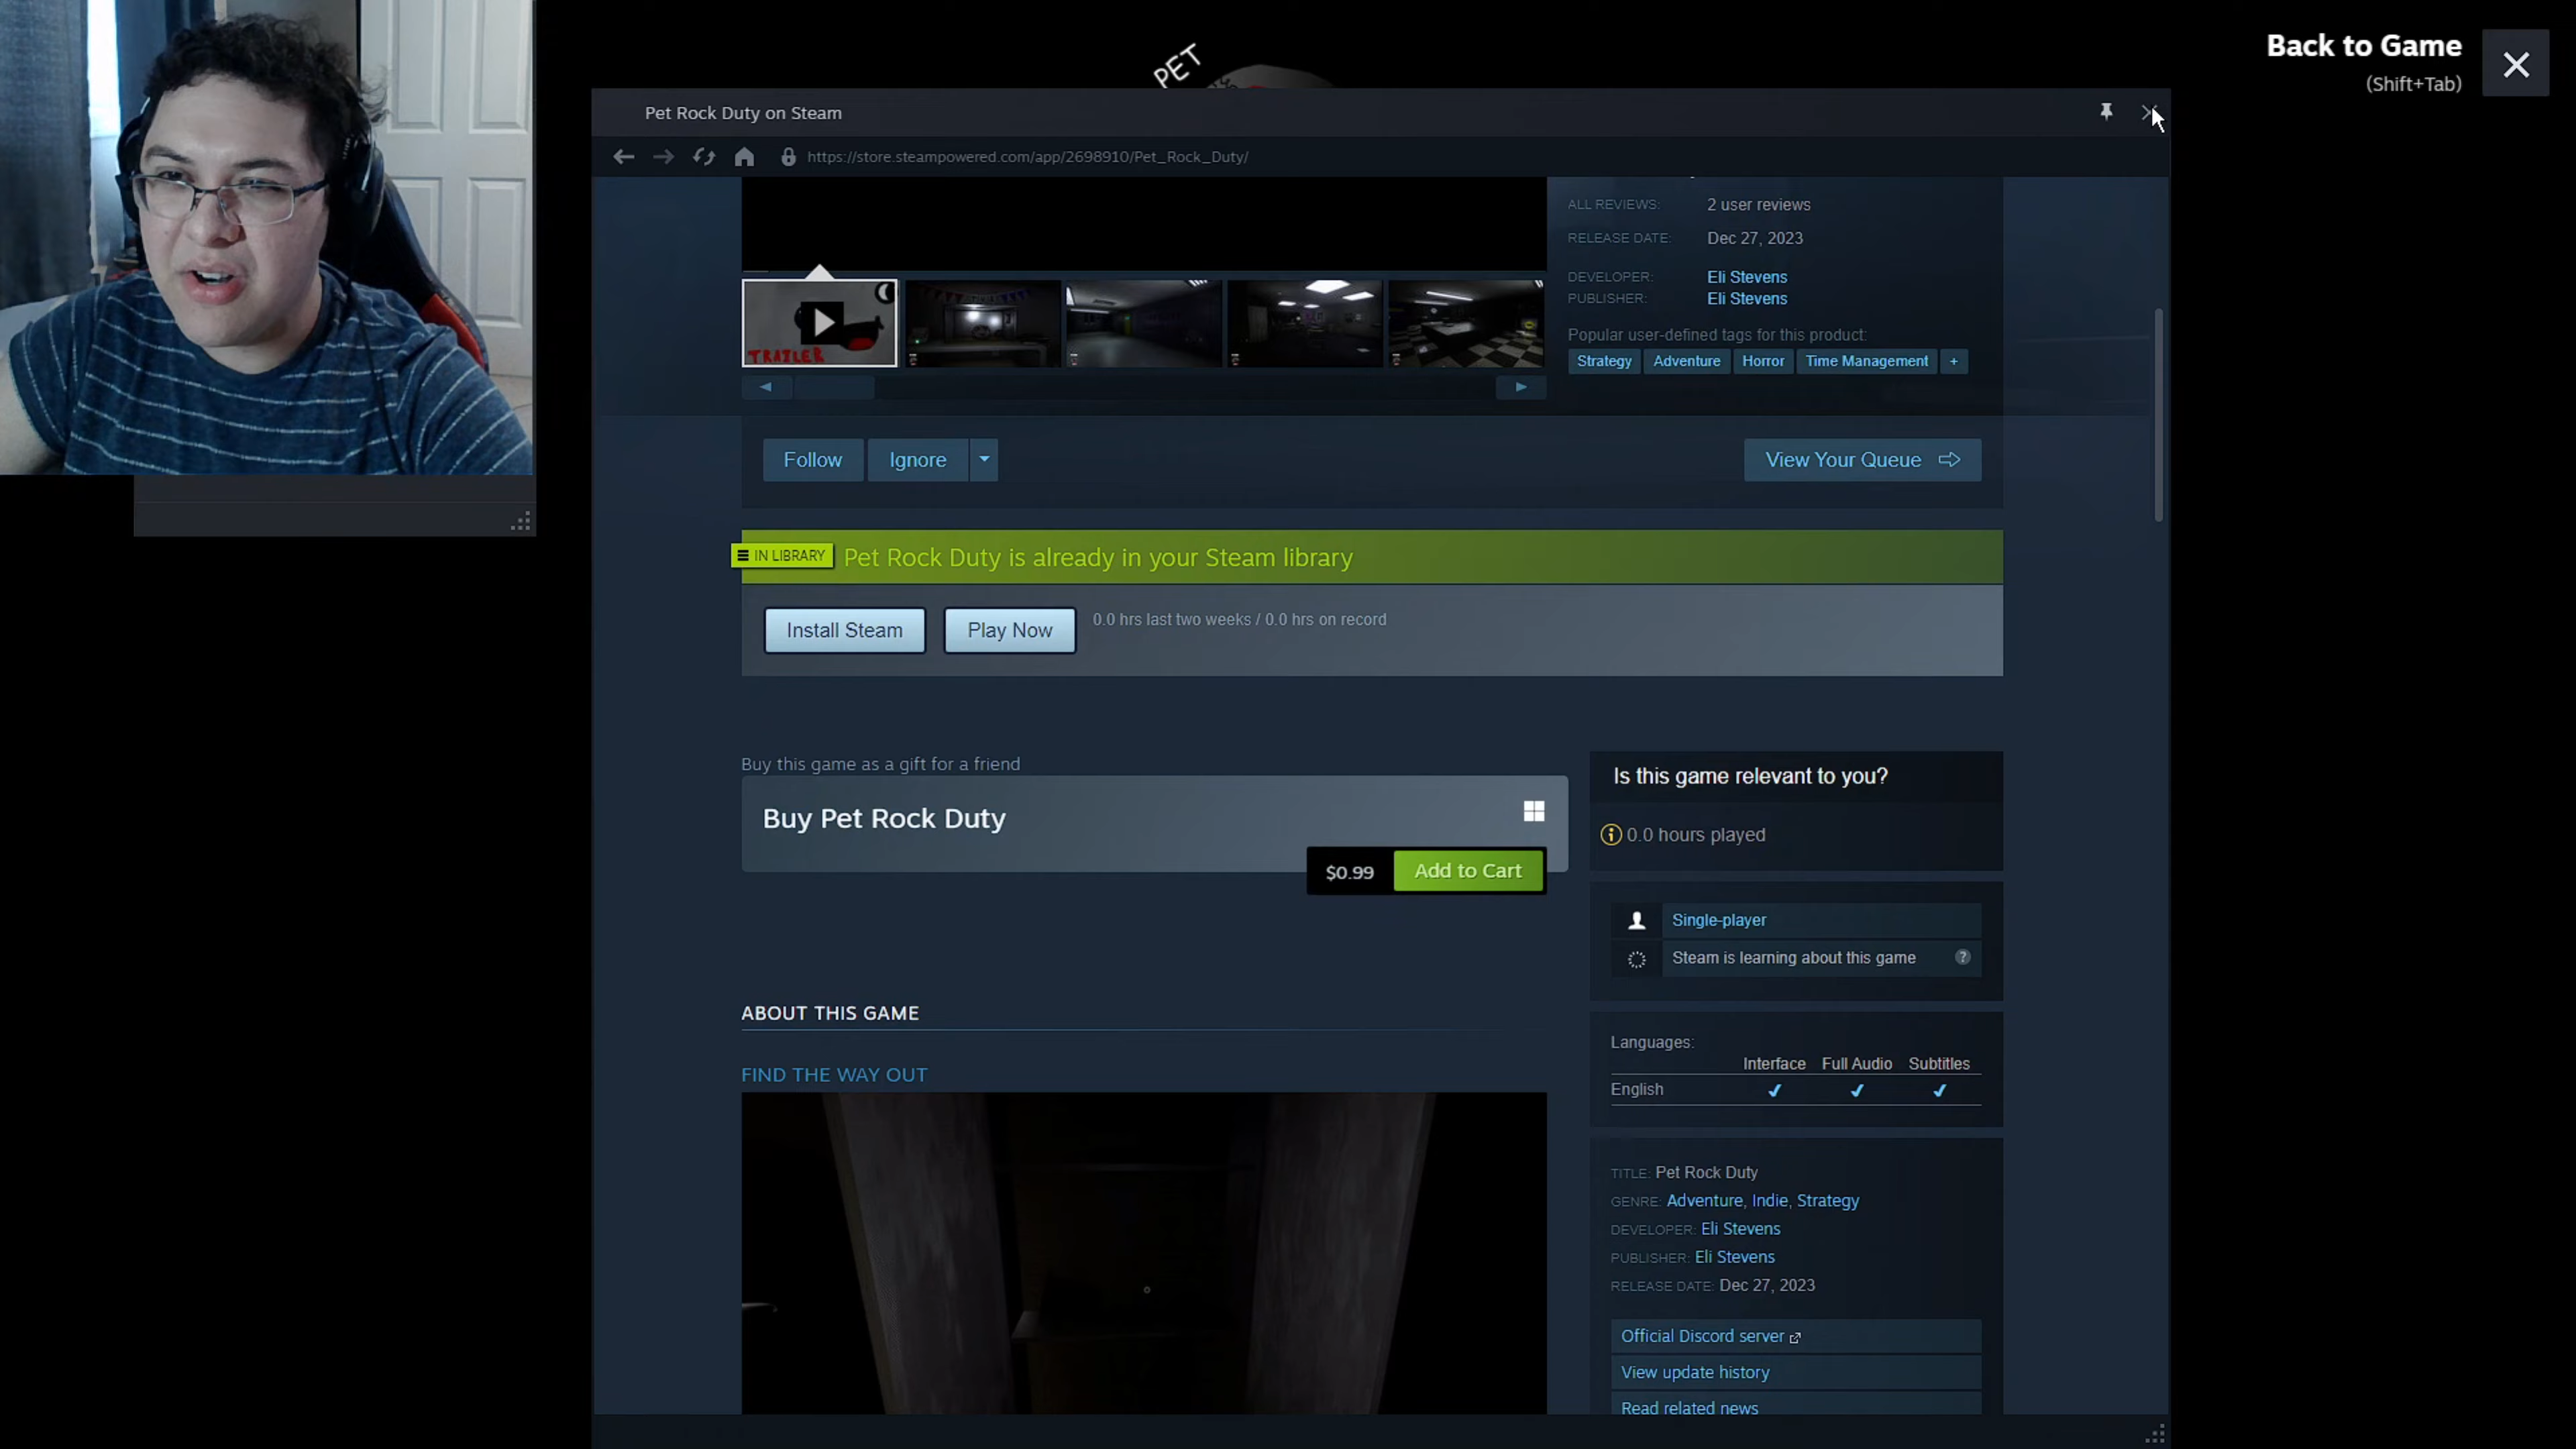 PET
Back to Game
(Shift+Tab)
Pet Rock Duty on Steam
https://store.steampowered.com/app/2698910/Pet_Rock_Duty/
ALL REVIEWS: 2 user reviews
RELEASE DATE: Dec 27, 2023
DEVELOPER: Eli Stevens
PUBLISHER: Eli Stevens
Popular user-defined tags for this product:
Strategy Adventure Horror Time Management +
TRAILER
Follow Ignore View Your Queue
IN LIBRARY Pet Rock Duty is already in your Steam library
Install Steam Play Now 0.0 hrs last two weeks / 0.0 hrs on record
Buy this game as a gift for a friend
Buy Pet Rock Duty
$0.99 Add to Cart
Is this game relevant to you?
0.0 hours played
Single-player
Steam is learning about this game ?
Languages:
Interface Full Audio Subtitles
English ✔ ✔ ✔
ABOUT THIS GAME
FIND THE WAY OUT
TITLE: Pet Rock Duty
GENRE: Adventure, Indie, Strategy
DEVELOPER: Eli Stevens
PUBLISHER: Eli Stevens
RELEASE DATE: Dec 27, 2023
Official Discord server
View update history
Read related news